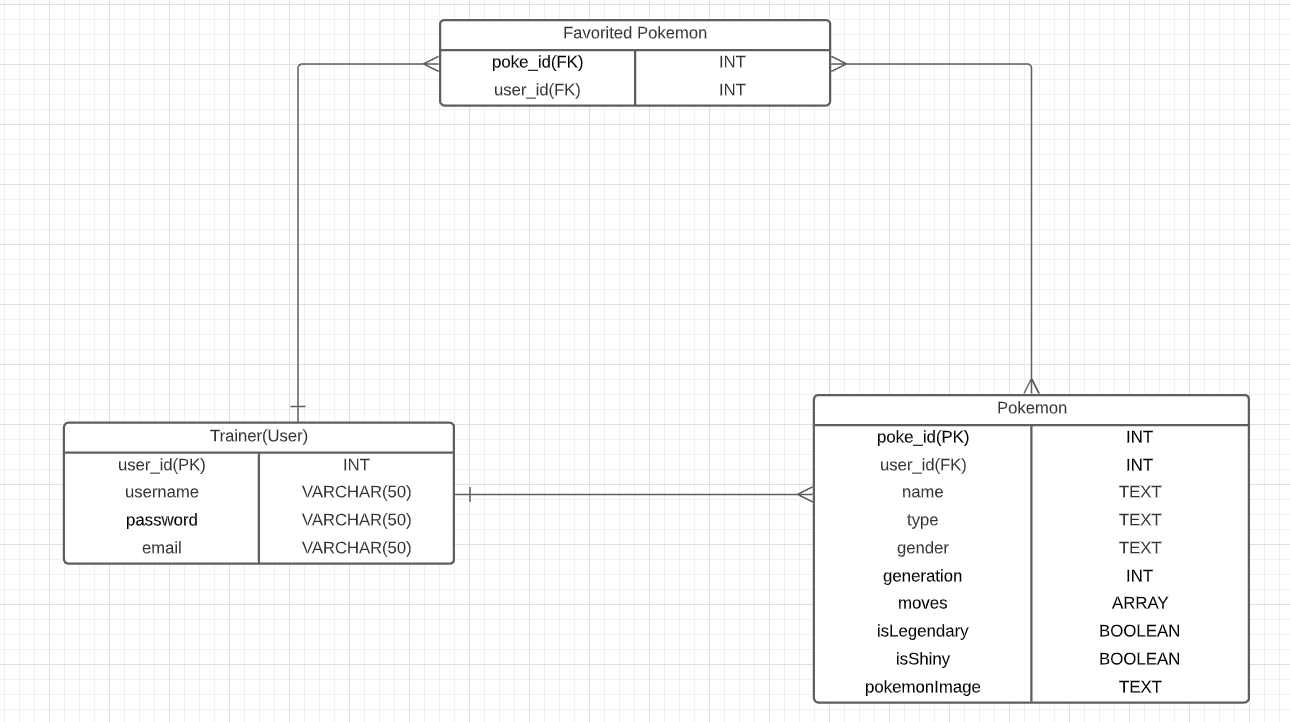 Favorited Pokemon
poke_id(FK) INT
user_id(FK) INT
Trainer(User)
user_id(PK) INT
username VARCHAR(50)
password VARCHAR(50)
email VARCHAR(50)
Pokemon
poke_id(PK) INT
user_id(FK) INT
name TEXT
type TEXT
gender TEXT
generation INT
moves ARRAY
isLegendary BOOLEAN
isShiny BOOLEAN
pokemonImage TEXT